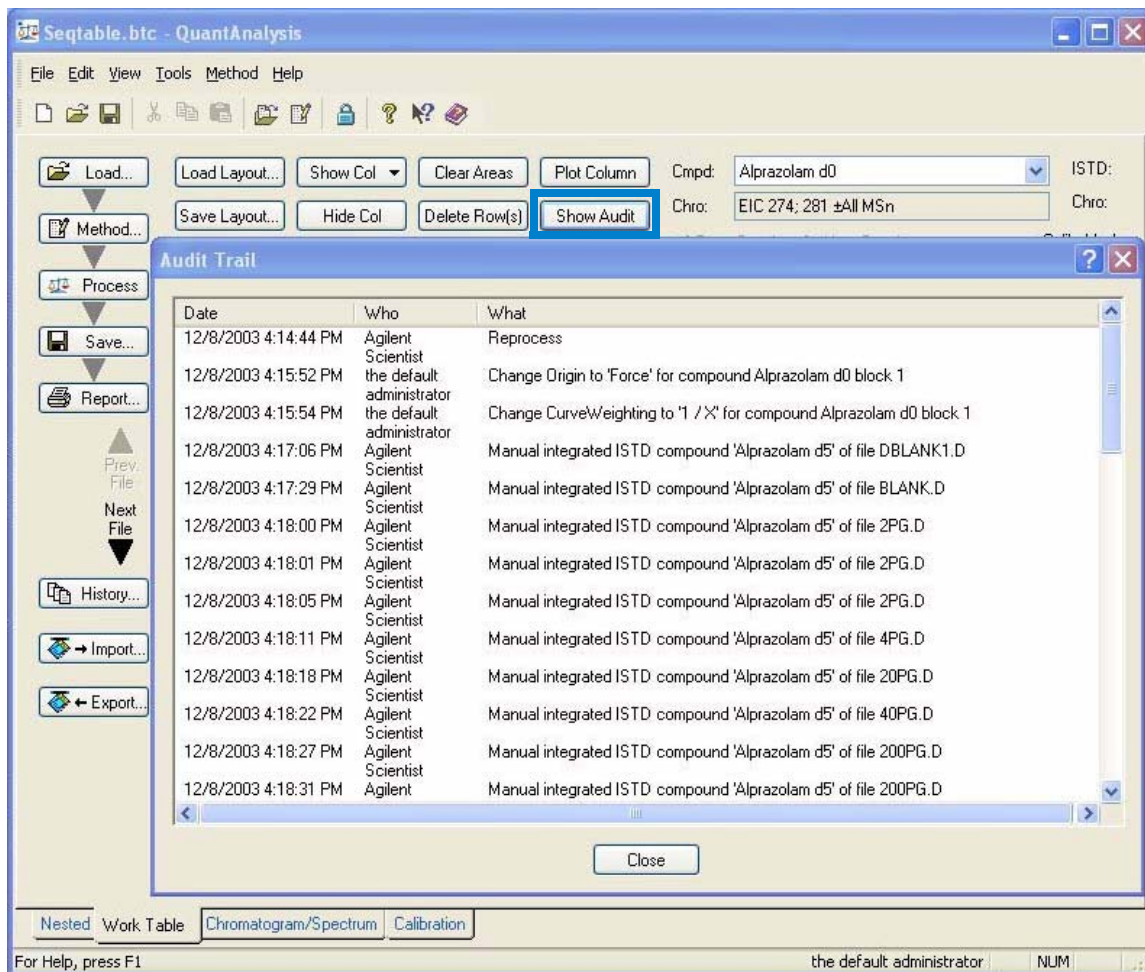 Seqtable.btc - QuantAnalysis
File Edit View Tools Method Help
Load... Load Layout... Show Col Clear Areas Plot Column Cmpd: Alprazolam d0 ISTD:
Method... Save Layout... Hide Col Delete Row(s) Show Audit Chro: EIC 274; 281 ±All MSn Chro:
Audit Trail
Process
Save...
Report...
Prev.
File
Next
File
History...
Import...
Export...
Date Who What
12/8/2003 4:14:44 PM Agilent Reprocess
Scientist
12/8/2003 4:15:52 PM the default Change Origin to 'Force' for compound Alprazolam d0 block 1
administrator
12/8/2003 4:15:54 PM the default Change CurveWeighting to '1 / X' for compound Alprazolam d0 block 1
administrator
12/8/2003 4:17:06 PM Agilent Manual integrated ISTD compound 'Alprazolam d5' of file DBLANK1.D
Scientist
12/8/2003 4:17:29 PM Agilent Manual integrated ISTD compound 'Alprazolam d5' of file BLANK.D
Scientist
12/8/2003 4:18:00 PM Agilent Manual integrated ISTD compound 'Alprazolam d5' of file 2PG.D
Scientist
12/8/2003 4:18:01 PM Agilent Manual integrated ISTD compound 'Alprazolam d5' of file 2PG.D
Scientist
12/8/2003 4:18:05 PM Agilent Manual integrated ISTD compound 'Alprazolam d5' of file 2PG.D
Scientist
12/8/2003 4:18:11 PM Agilent Manual integrated ISTD compound 'Alprazolam d5' of file 4PG.D
Scientist
12/8/2003 4:18:18 PM Agilent Manual integrated ISTD compound 'Alprazolam d5' of file 20PG.D
Scientist
12/8/2003 4:18:22 PM Agilent Manual integrated ISTD compound 'Alprazolam d5' of file 40PG.D
Scientist
12/8/2003 4:18:27 PM Agilent Manual integrated ISTD compound 'Alprazolam d5' of file 200PG.D
Scientist
12/8/2003 4:18:31 PM Agilent Manual integrated ISTD compound 'Alprazolam d5' of file 200PG.D
Close
Nested Work Table Chromatogram/Spectrum Calibration
For Help, press F1 the default administrator NUM